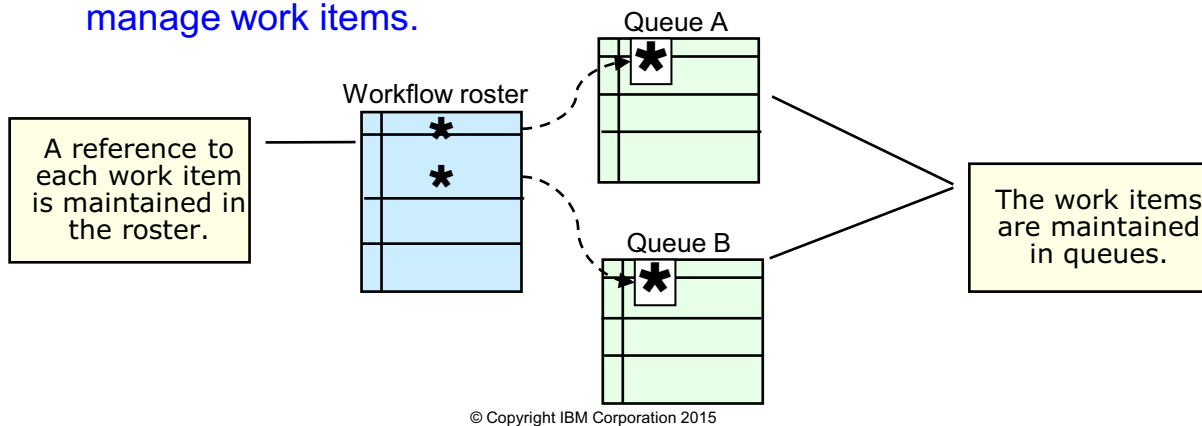 manage work items.
Queue A
*
Workflow roster
*
*
A reference to
each work item
is maintained in
the roster.
The work items
are maintained
in queues.
Queue B
*
© Copyright IBM Corporation 2015